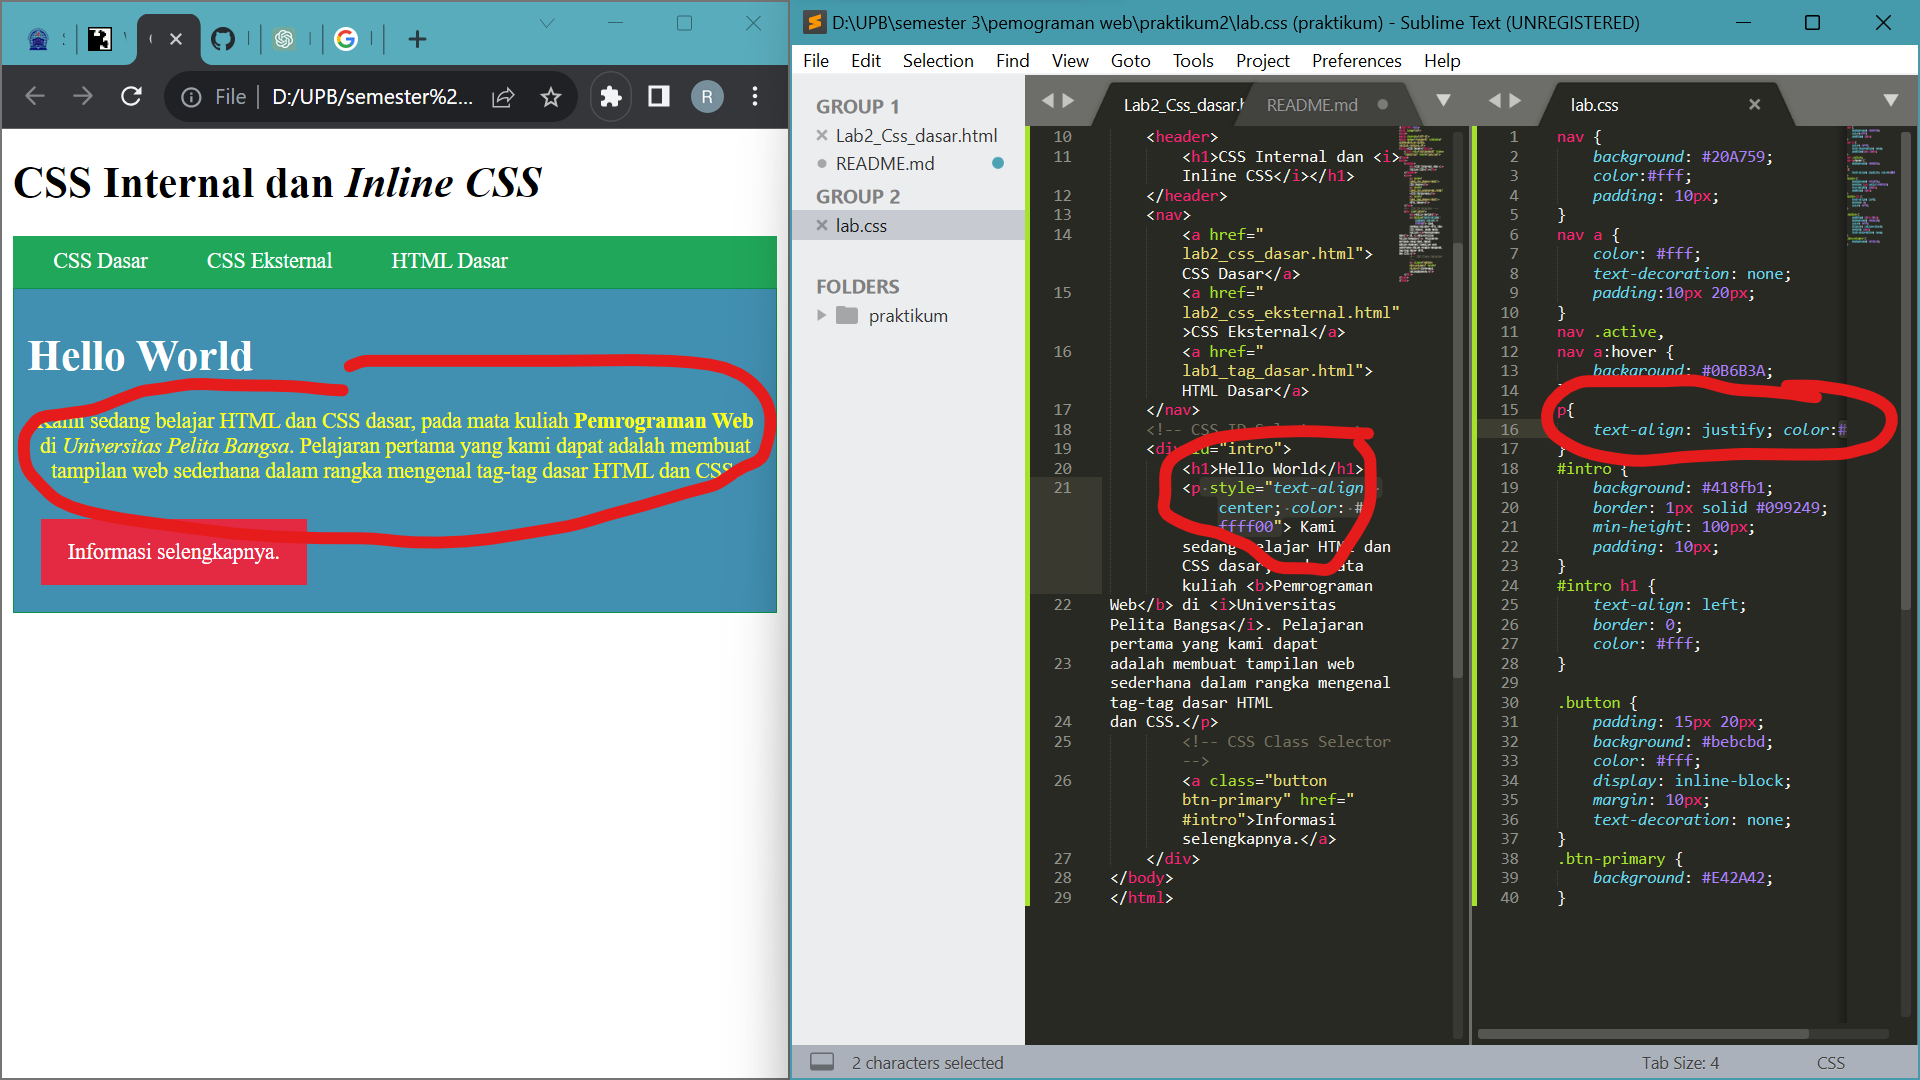 File
D:/UPB/semester%2...
R
CSS Internal dan Inline CSS
CSS Dasar CSS Eksternal HTML Dasar
Hello World
Kami sedang belajar HTML dan CSS dasar, pada mata kuliah Pemrograman Web
di Universitas Pelita Bangsa. Pelajaran pertama yang kami dapat adalah membuat
tampilan web sederhana dalam rangka mengenal tag-tag dasar HTML dan CSS
Informasi selengkapnya.
D:\UPB\semester 3\pemograman web\praktikum2\lab.css (praktikum) - Sublime Text (UNREGISTERED)
File Edit Selection Find View Goto Tools Project Preferences Help
GROUP 1
Lab2_Css_dasar.html
README.md
GROUP 2
lab.css
FOLDERS
praktikum
Lab2_Css_dasar.h
README.md
10 <header>
11 <h1>CSS Internal dan <i>
Inline CSS</i></h1>
12 </header>
13 <nav>
14 <a href="
lab2_css_dasar.html">
CSS Dasar</a>
15 <a href="
lab2_css_eksternal.html"
>CSS Eksternal</a>
16 <a href="
lab1_tag_dasar.html">
HTML Dasar</a>
17 </nav>
18 <!-- CSS ID
19 <div id="intro">
20 <h1>Hello World</h1>
21 <p style="text-align:
center; color: #
ffff00"> Kami
sedang belajar HTML dan
CSS dasar, pada mata
kuliah <b>Pemrograman
22 Web</b> di <i>Universitas
Pelita Bangsa</i>. Pelajaran
pertama yang kami dapat
23 adalah membuat tampilan web
sederhana dalam rangka mengenal
tag-tag dasar HTML
24 dan CSS.</p>
25 <!-- CSS Class Selector
-->
26 <a class="button
btn-primary" href="
#intro">Informasi
selengkapnya.</a>
27 </div>
28 </body>
29 </html>
lab.css
1 nav {
2 background: #20A759;
3 color:#fff;
4 padding: 10px;
5 }
6 nav a {
7 color: #fff;
8 text-decoration: none;
9 padding:10px 20px;
10 }
11 nav .active,
12 nav a:hover {
13 background: #0B6B3A;
14
15 p{
16 text-align: justify; color:#
17 }
18 #intro {
19 background: #418fb1;
20 border: 1px solid #099249;
21 min-height: 100px;
22 padding: 10px;
23 }
24 #intro h1 {
25 text-align: left;
26 border: 0;
27 color: #fff;
28 }
29
30 .button {
31 padding: 15px 20px;
32 background: #bebcbd;
33 color: #fff;
34 display: inline-block;
35 margin: 10px;
36 text-decoration: none;
37 }
38 .btn-primary {
39 background: #E42A42;
40 }
2 characters selected
Tab Size: 4
CSS